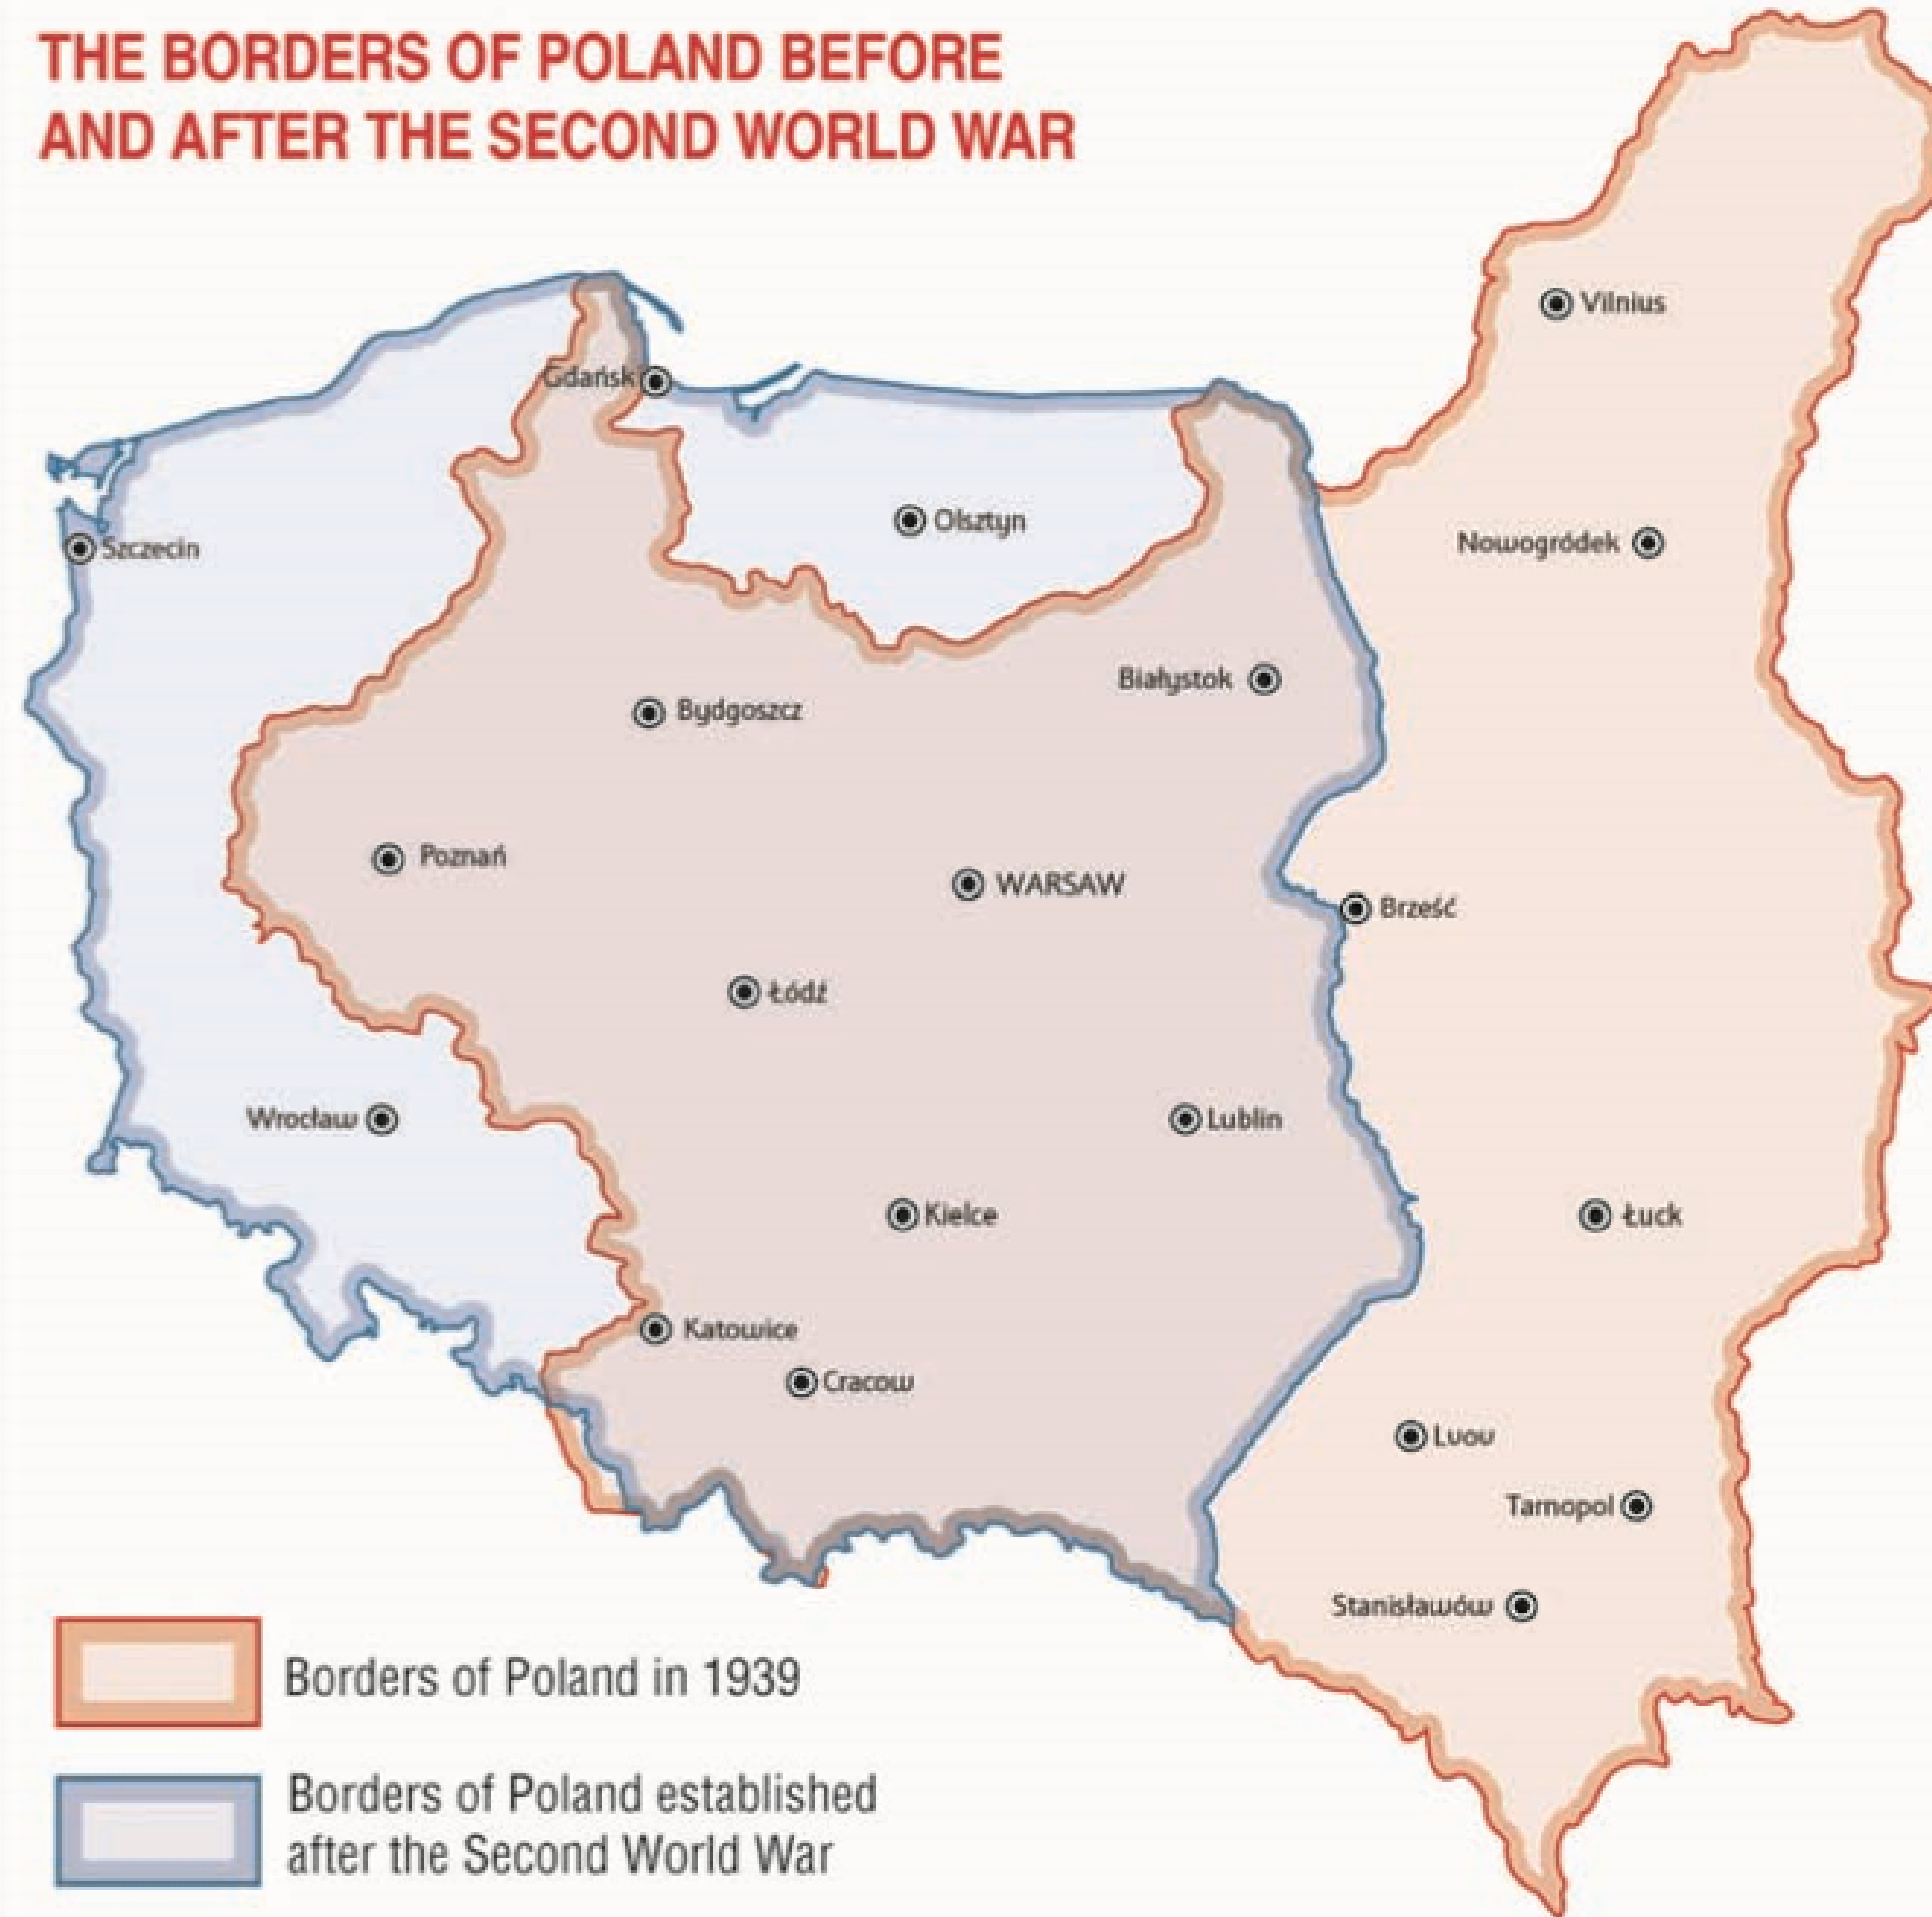 THE BORDERS OF POLAND BEFORE
AND AFTER THE SECOND WORLD WAR
Vilnius
Gdańsk
Olsztyn
Szczecin
Nowogródek
Białystok
Bydgoszcz
Poznań
WARSAW
Brześć
Łódź
Wrocław
Lublin
Kielce
Łuck
Katowice
Cracow
Lvov
Tarnopol
Stanisławów
Borders of Poland in 1939
Borders of Poland established
after the Second World War